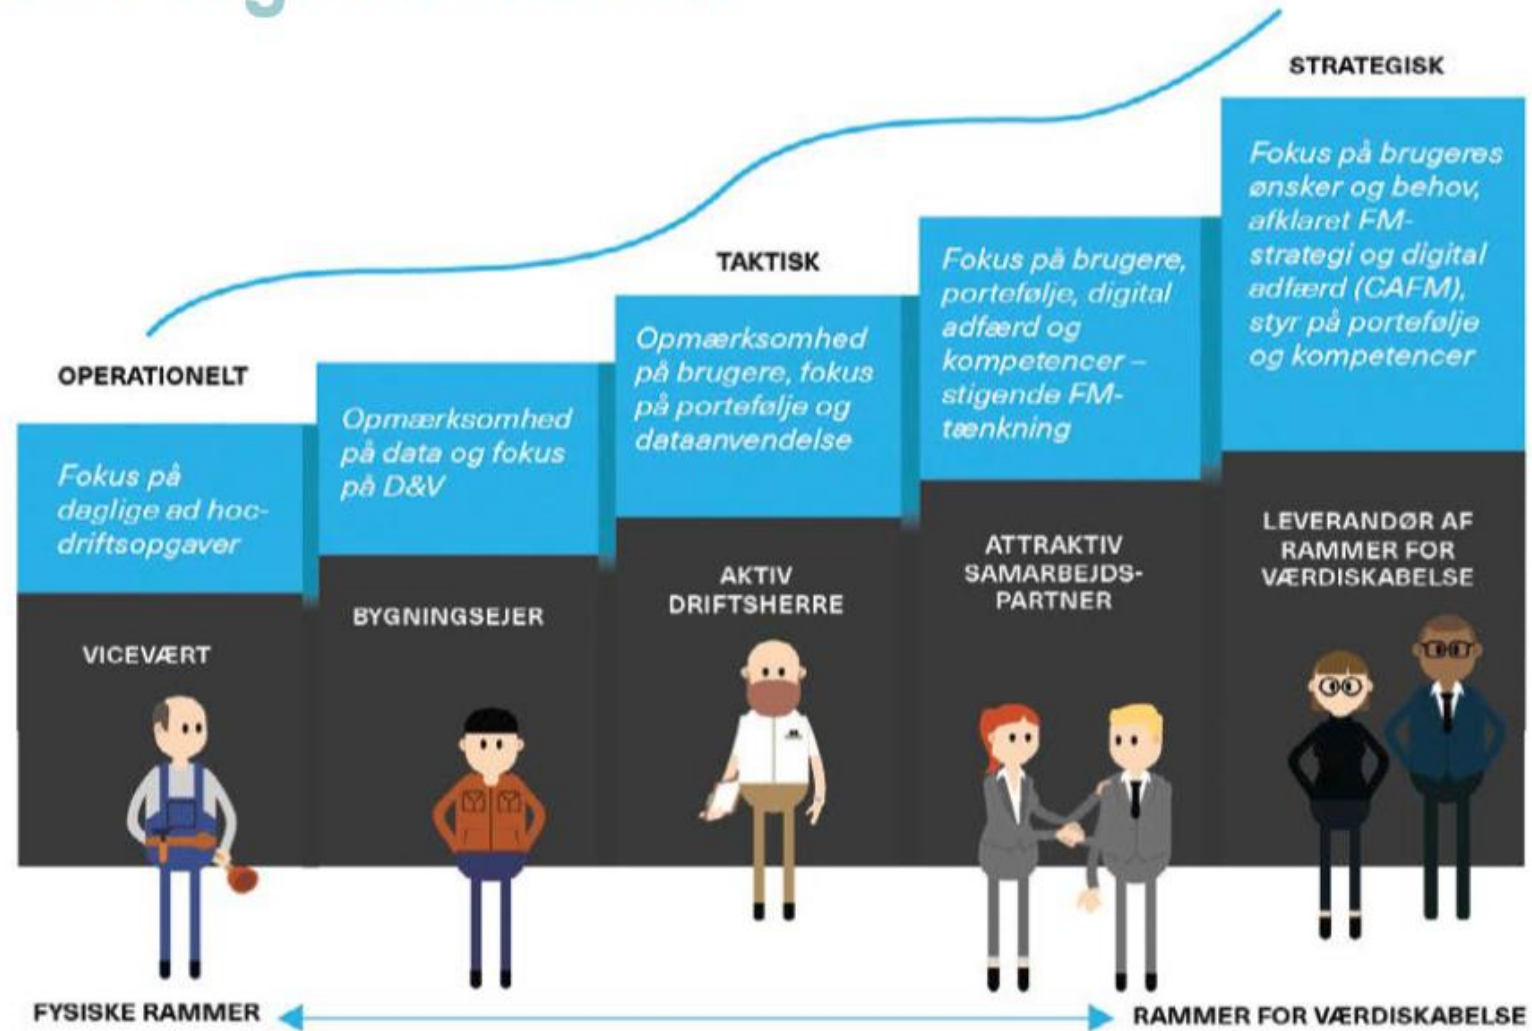 STRATEGISK
Fokus på brugeres
ønsker og behov,
afklaret FM-
strategi og digital
adfærd (CAFM),
styr på portefølje
og kompetencer
LEVERANDØR AF
RAMMER FOR
VÆRDISKABELSE
Fokus på brugere,
portefølje, digital
adfærd og
kompetencer –
stigende FM-
tænkning
ATTRAKTIV
SAMARBEJDS-
PARTNER
TAKTISK
Opmærksomhed
på brugere, fokus
på portefølje og
dataanvendelse
AKTIV
DRIFTSHERRE
Opmærksomhed
på data og fokus
på D&V
BYGNINGSEJER
OPERATIONELT
Fokus på
daglige ad hoc-
driftsopgaver
VICEVÆRT
FYSISKE RAMMER
RAMMER FOR VÆRDISKABELSE